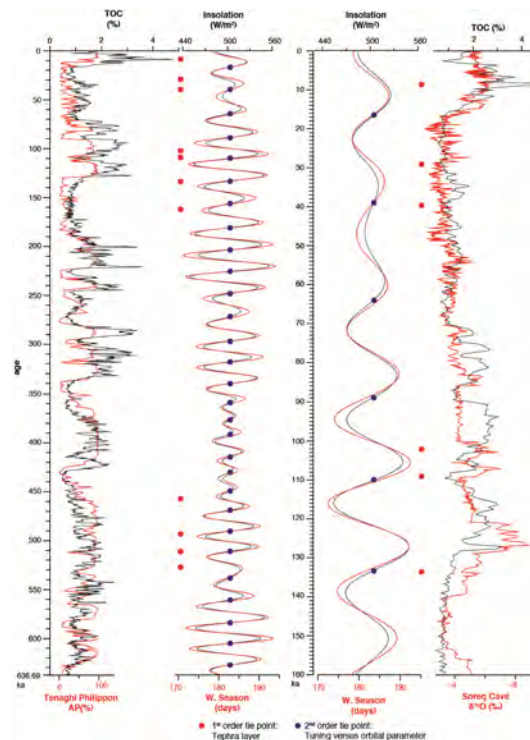 TOC
(%)
Insolation
(W/m²)
Insolation
(W/m²)
TOC
(%)
0 2 4
440 500 560
440 500 560
2 4
0
50
100
150
200
250
300
350
400
450
500
550
600
636.69
ka
age
0
10
20
30
40
50
60
70
80
90
100
110
120
130
140
150
160
ka
0 100
170 180 190
170 180 190
-4
Tenaghi Philippon
AP(%)
W. Season
(days)
W. Season
(days)
Soreq Cave
δ¹⁸O (‰)
1st order tie point:
Tephra layer
2nd order tie point:
Tuning versus orbital parameter